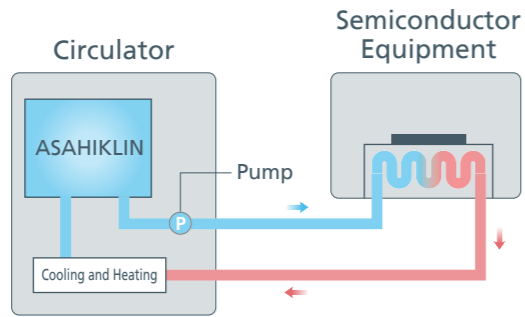 Circulator
Semiconductor
Equipment
ASAHIKLIN
Pump
P
Cooling and Heating